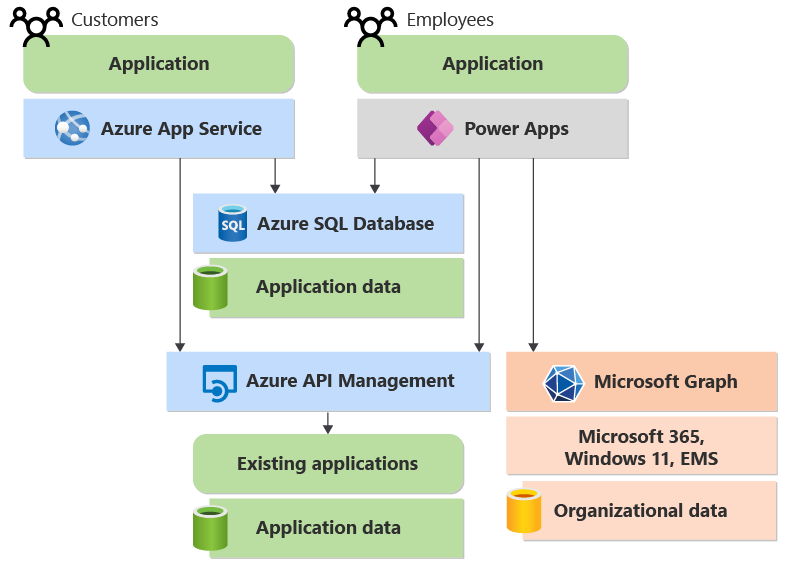 Customers
Employees
Application
Application
Azure App Service
Power Apps
SQL
Azure SQL Database
Application data
Azure API Management
Microsoft Graph
Existing applications
Microsoft 365,
Windows 11, EMS
Application data
Organizational data